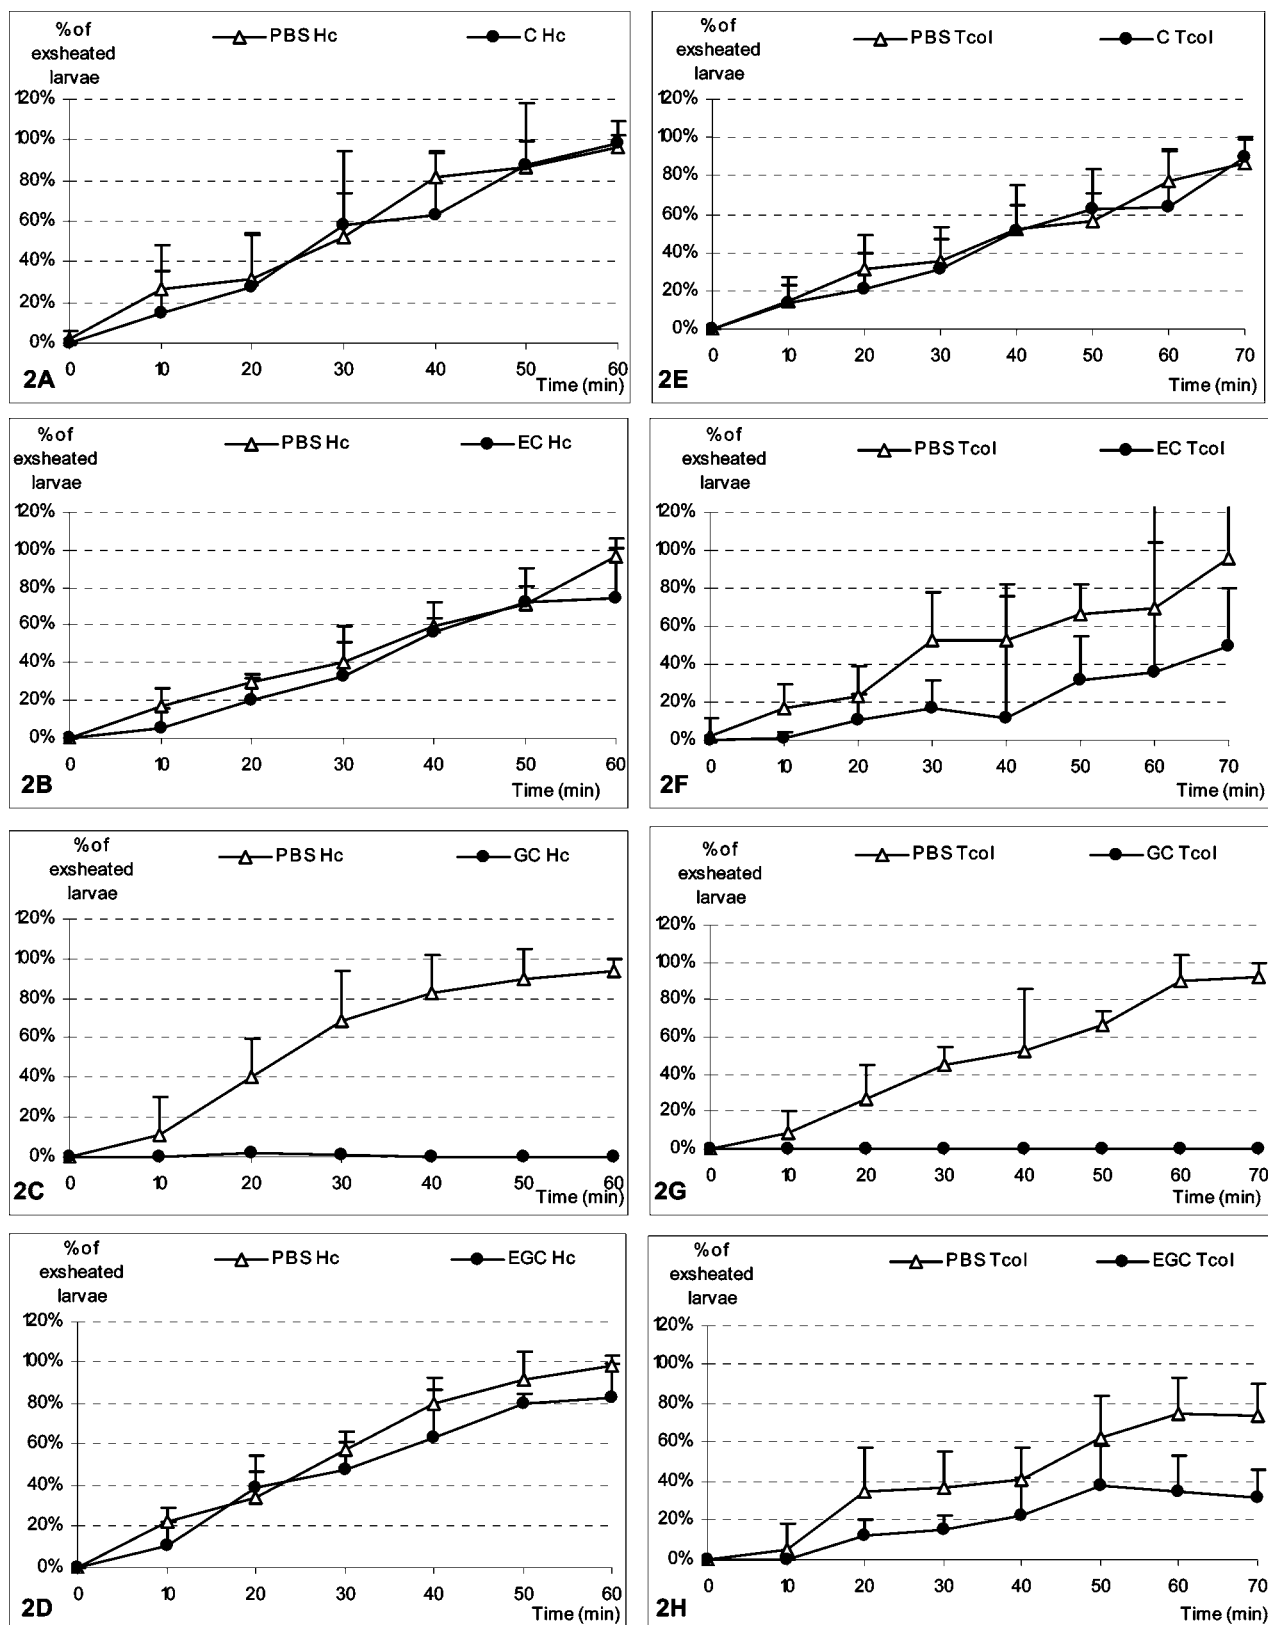 % of
exsheated
larvae
PBS Hc
C Hc
120%
100%
80%
60%
40%
20%
0%
0 10 20 30 40 50 60
2A
Time (min)
% of
exsheated
larvae
PBS Tcol
C Tcol
120%
100%
80%
60%
40%
20%
0%
0 10 20 30 40 50 60 70
2E
Time (min)
% of
exsheated
larvae
PBS Hc
EC Hc
120%
100%
80%
60%
40%
20%
0%
0 10 20 30 40 50 60
2B
Time (min)
% of
exsheated
larvae
PBS Tcol
EC Tcol
120%
100%
80%
60%
40%
20%
0%
0 10 20 30 40 50 60 70
2F
Time (min)
% of
exsheated
larvae
PBS Hc
GC Hc
120%
100%
80%
60%
40%
20%
0%
0 10 20 30 40 50 60
2C
Time (min)
% of
exsheated
larvae
PBS Tcol
GC Tcol
120%
100%
80%
60%
40%
20%
0%
0 10 20 30 40 50 60 70
2G
Time (min)
% of
exsheated
larvae
PBS Hc
EGC Hc
120%
100%
80%
60%
40%
20%
0%
0 10 20 30 40 50 60
2D
Time (min)
% of
exsheated
larvae
PBS Tcol
EGC Tcol
120%
100%
80%
60%
40%
20%
0%
0 10 20 30 40 50 60 70
2H
Time (min)